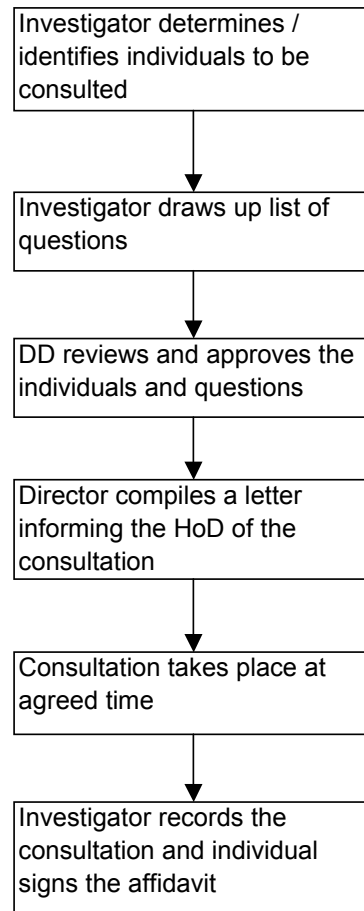 Investigator determines /
identifies individuals to be
consulted
Investigator draws up list of
questions
DD reviews and approves the
individuals and questions
Director compiles a letter
informing the HoD of the
consultation
Consultation takes place at
agreed time
Investigator records the
consultation and individual
signs the affidavit